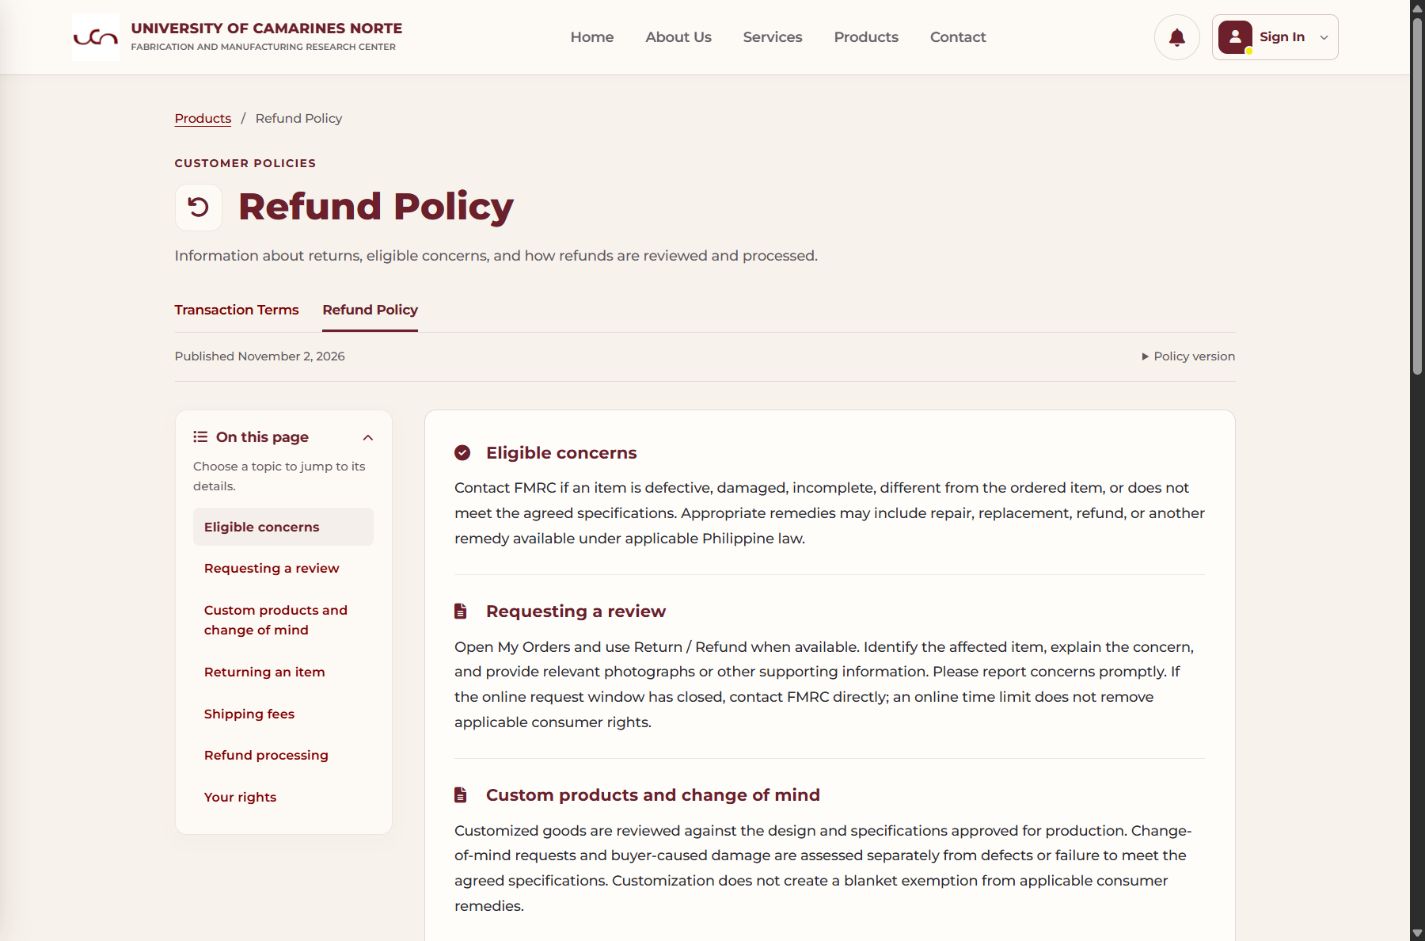 ucn
UNIVERSITY OF CAMARINES NORTE
FABRICATION AND MANUFACTURING RESEARCH CENTER
Home
About Us
Services
Products
Contact
Sign In
Products / Refund Policy
CUSTOMER POLICIES
Refund Policy
Information about returns, eligible concerns, and how refunds are reviewed and processed.
Transaction Terms
Refund Policy
Published November 2, 2026
Policy version
On this page
Choose a topic to jump to its
details.
Eligible concerns
Requesting a review
Custom products and
change of mind
Returning an item
Shipping fees
Refund processing
Your rights
Eligible concerns
Contact FMRC if an item is defective, damaged, incomplete, different from the ordered item, or does not
meet the agreed specifications. Appropriate remedies may include repair, replacement, refund, or another
remedy available under applicable Philippine law.
Requesting a review
Open My Orders and use Return / Refund when available. Identify the affected item, explain the concern,
and provide relevant photographs or other supporting information. Please report concerns promptly. If
the online request window has closed, contact FMRC directly; an online time limit does not remove
applicable consumer rights.
Custom products and change of mind
Customized goods are reviewed against the design and specifications approved for production. Change-
of-mind requests and buyer-caused damage are assessed separately from defects or failure to meet the
agreed specifications. Customization does not create a blanket exemption from applicable consumer
remedies.